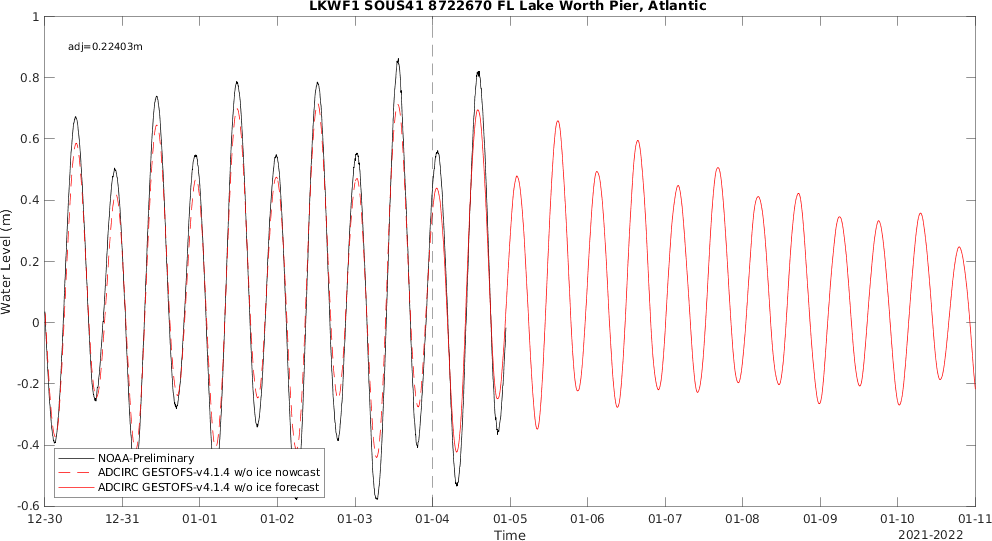 LKWF1 SOUS41 8722670 FL Lake Worth Pier, Atlantic
adj=0.22403m
Water Level (m)
1
0.8
0.6
0.4
0.2
0
-0.2
-0.4
-0.6
NOAA-Preliminary
ADCIRC GESTOFS-v4.1.4 w/o ice nowcast
ADCIRC GESTOFS-v4.1.4 w/o ice forecast
12-30 12-31 01-01 01-02 01-03 01-04 01-05 01-06 01-07 01-08 01-09 01-10 01-11
Time
2021-2022